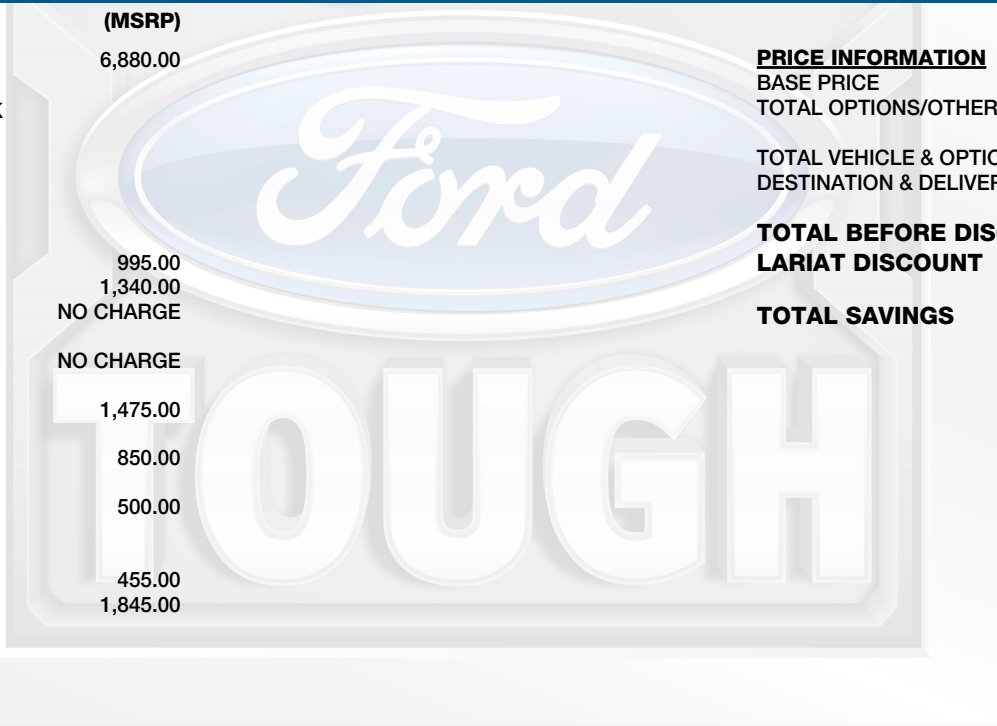 (MSRP)
6,880.00
995.00
1,340.00
NO CHARGE
NO CHARGE
1,475.00
850.00
500.00
455.00
1,845.00
PRICE INFORMATION
BASE PRICE
TOTAL OPTIONS/OTHER
TOTAL VEHICLE & OPTIO
DESTINATION & DELIVER
TOTAL BEFORE DIS
LARIAT DISCOUNT
TOTAL SAVINGS
Ford
TOUGH